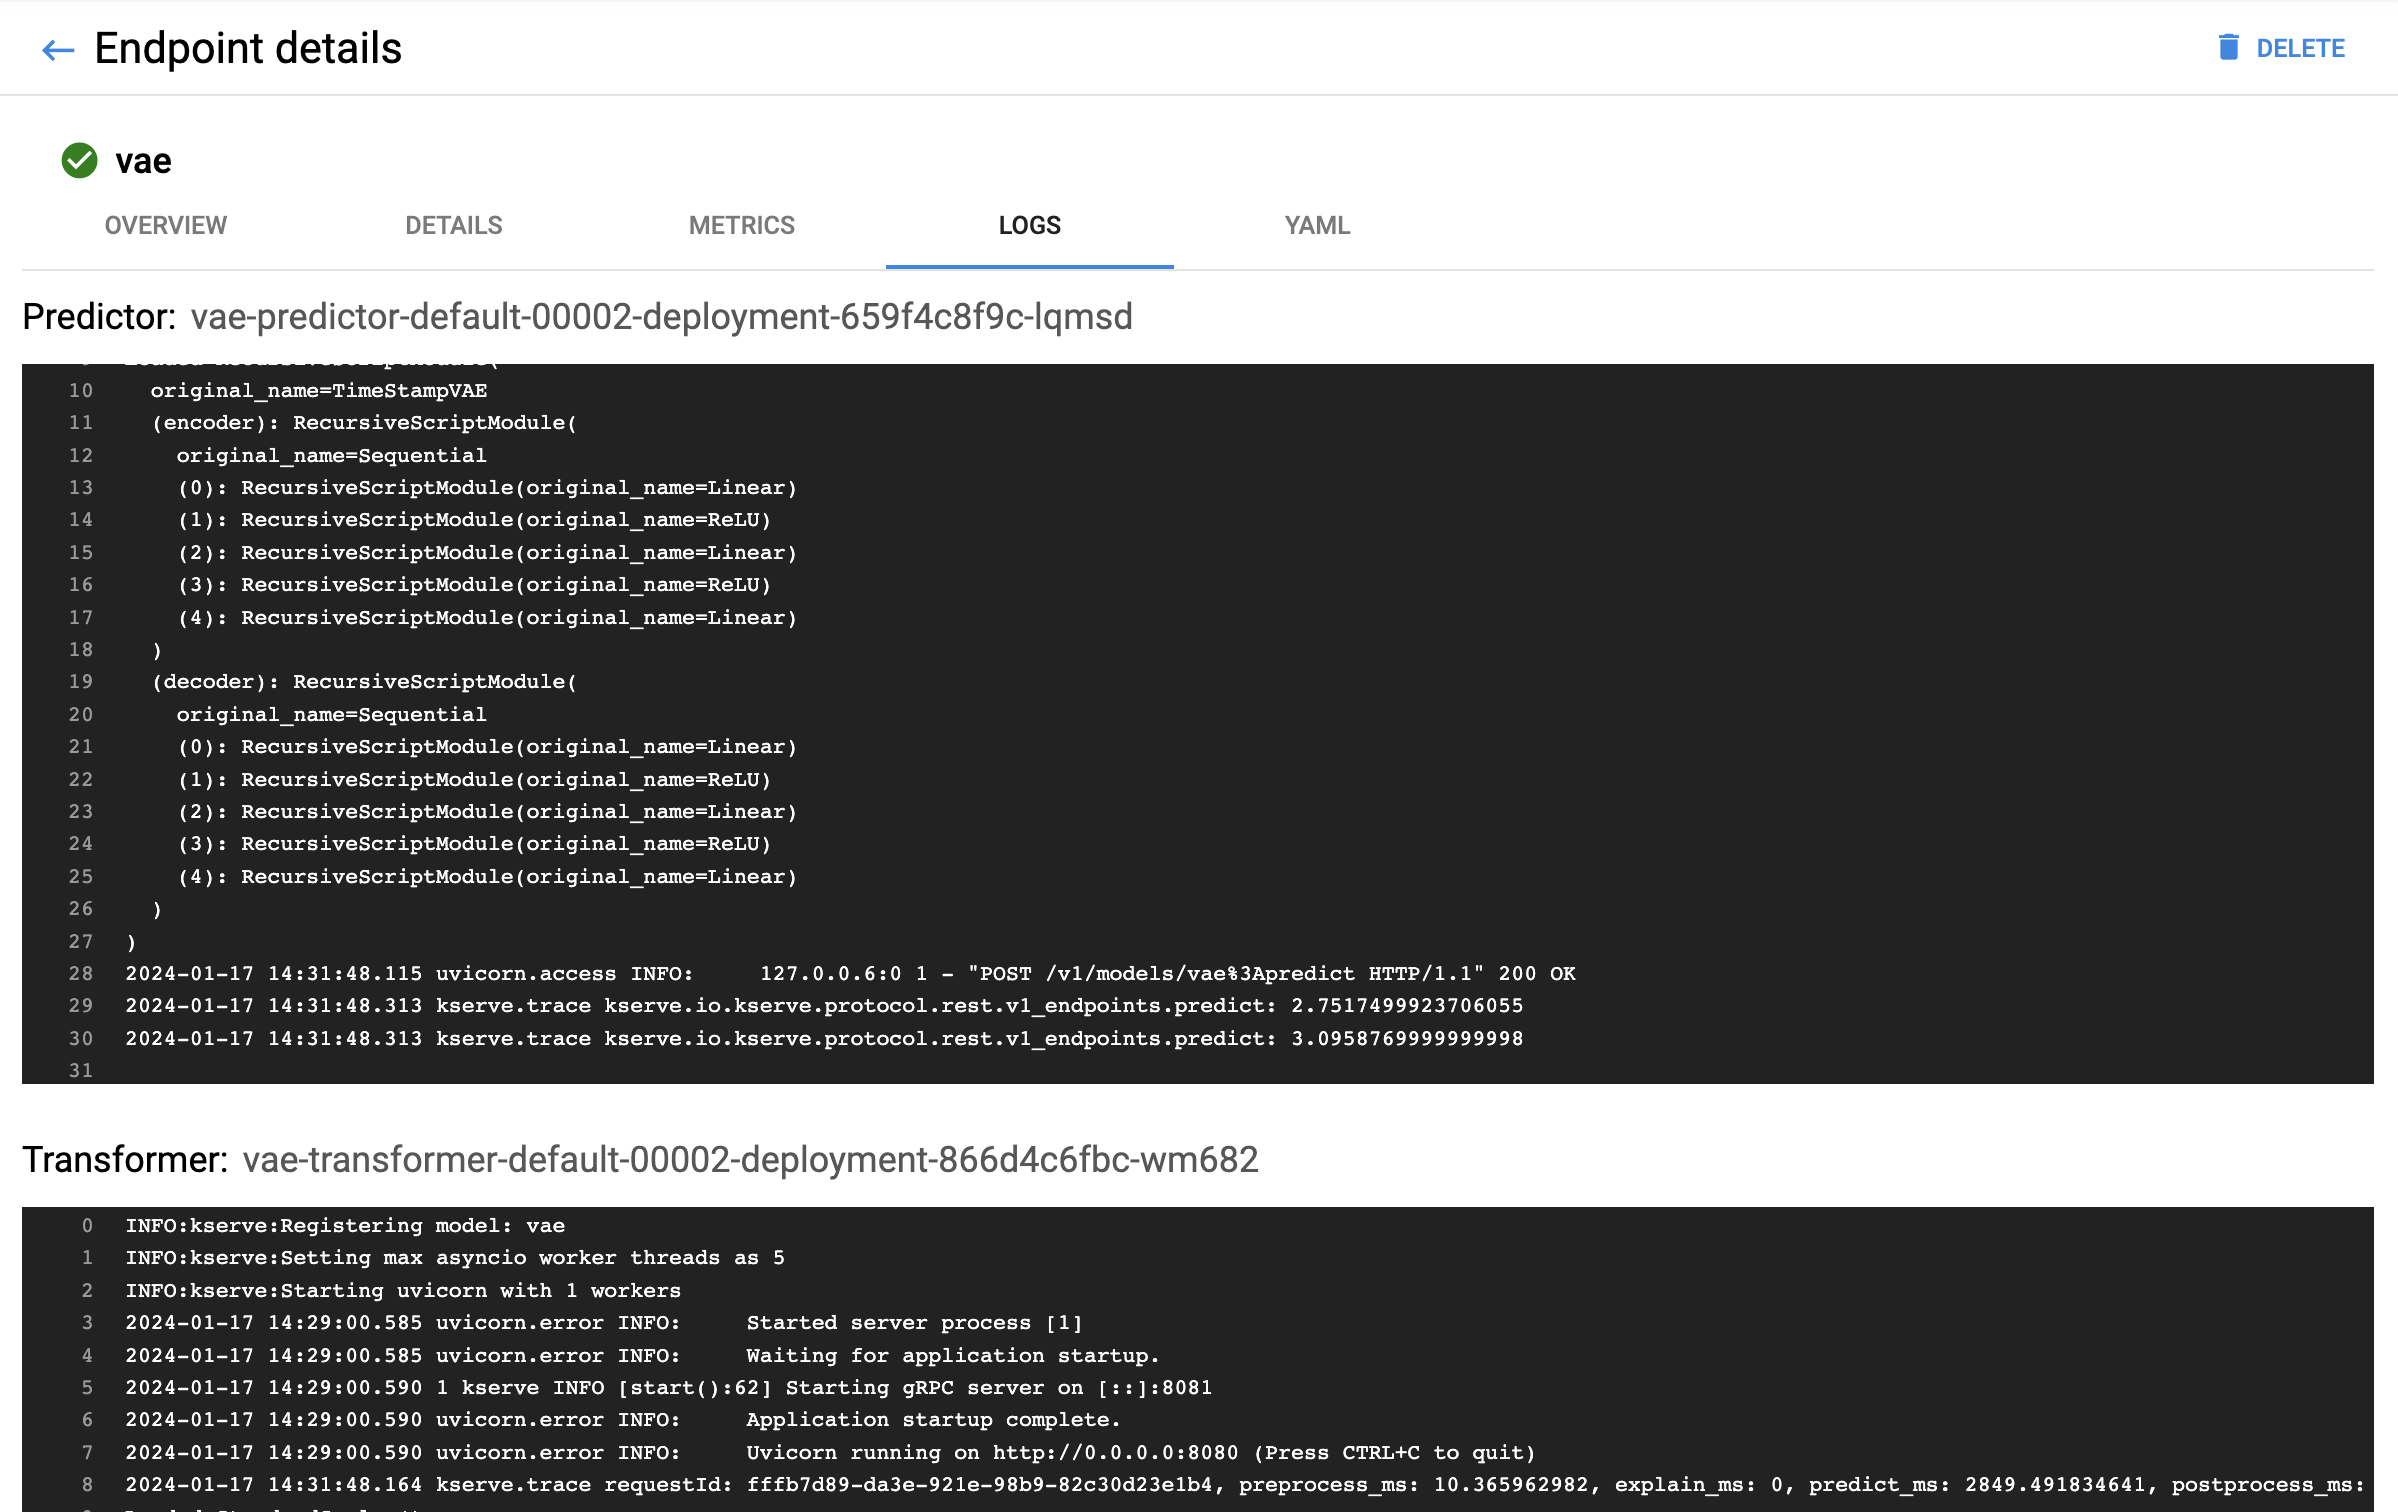 Endpoint details
DELETE
vae
OVERVIEW DETAILS METRICS LOGS YAML
Predictor: vae-predictor-default-00002-deployment-659f4c8f9c-lqmsd
10 original_name=TimeStampVAE
11 (encoder): RecursiveScriptModule(
12 original_name=Sequential
13 (0): RecursiveScriptModule(original_name=Linear)
14 (1): RecursiveScriptModule(original_name=ReLU)
15 (2): RecursiveScriptModule(original_name=Linear)
16 (3): RecursiveScriptModule(original_name=ReLU)
17 (4): RecursiveScriptModule(original_name=Linear)
18 )
19 (decoder): RecursiveScriptModule(
20 original_name=Sequential
21 (0): RecursiveScriptModule(original_name=Linear)
22 (1): RecursiveScriptModule(original_name=ReLU)
23 (2): RecursiveScriptModule(original_name=Linear)
24 (3): RecursiveScriptModule(original_name=ReLU)
25 (4): RecursiveScriptModule(original_name=Linear)
26 )
27 )
28 2024-01-17 14:31:48.115 uvicorn.access INFO: 127.0.0.6:0 1 - "POST /v1/models/vae%3Apredict HTTP/1.1" 200 OK
29 2024-01-17 14:31:48.313 kserve.trace kserve.io.kserve.protocol.rest.v1_endpoints.predict: 2.7517499923706055
30 2024-01-17 14:31:48.313 kserve.trace kserve.io.kserve.protocol.rest.v1_endpoints.predict: 3.0958769999999998
31
Transformer: vae-transformer-default-00002-deployment-866d4c6fbc-wm682
0 INFO:kserve:Registering model: vae
1 INFO:kserve:Setting max asyncio worker threads as 5
2 INFO:kserve:Starting uvicorn with 1 workers
3 2024-01-17 14:29:00.585 uvicorn.error INFO: Started server process [1]
4 2024-01-17 14:29:00.585 uvicorn.error INFO: Waiting for application startup.
5 2024-01-17 14:29:00.590 1 kserve INFO [start():62] Starting gRPC server on [::]:8081
6 2024-01-17 14:29:00.590 uvicorn.error INFO: Application startup complete.
7 2024-01-17 14:29:00.590 uvicorn.error INFO: Uvicorn running on http://0.0.0.0:8080 (Press CTRL+C to quit)
8 2024-01-17 14:31:48.164 kserve.trace requestId: fffb7d89-da3e-921e-98b9-82c30d23e1b4, preprocess_ms: 10.365962982, explain_ms: 0, predict_ms: 2849.491834641, postprocess_ms: